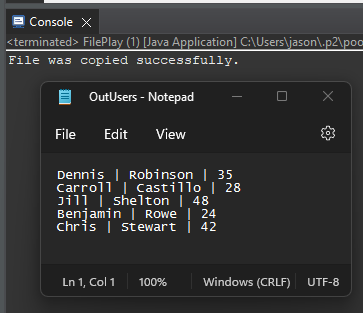 Console
<terminated> FilePlay (1) [Java Application] C:\Users\jason\.p2\poo
File was copied successfully.
OutUsers - Notepad
File Edit View
Dennis | Robinson | 35
Carroll | Castillo | 28
Jill | Shelton | 48
Benjamin | Rowe | 24
Chris | Stewart | 42
Ln 1, Col 1 100% Windows (CRLF) UTF-8